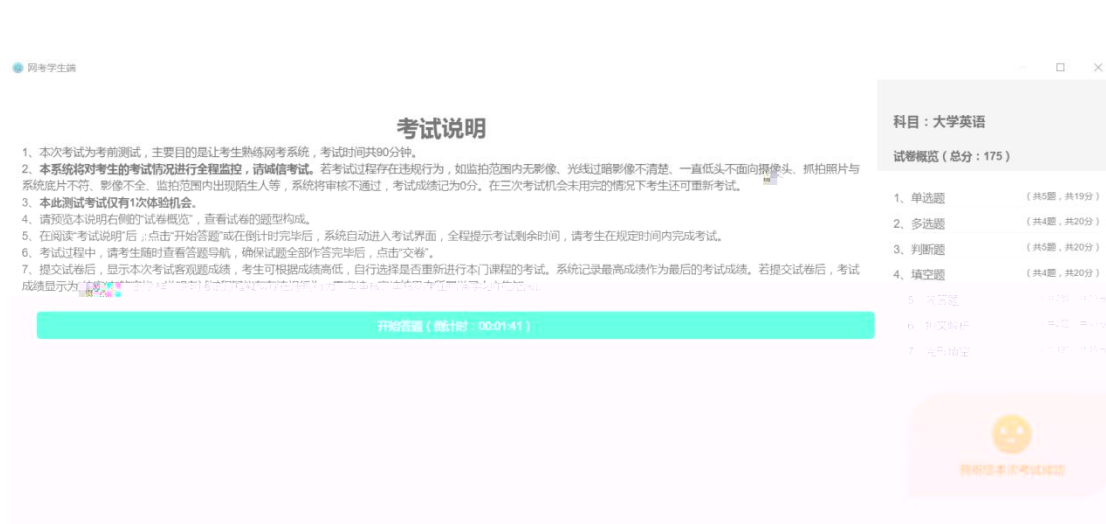 网考学生端
考试说明
1、本次考试为考前测试，主要目的是让考生熟练网考系统，考试时间共90分钟。
2、本系统将对考生的考试情况进行全程监控，请诚信考试。若考试过程存在违规行为，如监拍范围内无影像、光线过暗影像不清楚、一直低头不面向摄像头、抓拍照片与
系统底片不符、影像不全、监拍范围内出现陌生人等，系统将审核不通过，考试成绩记为0分。在三次考试机会未用完的情况下考生还可重新考试。
3、本此测试考试仅有1次体验机会。
4、请预览本说明右侧的“试卷概览”，查看试卷的题型构成。
5、在阅读“考试说明”后，点击“开始答题”或在倒计时完毕后，系统自动进入考试界面，全程提示考试剩余时间，请考生在规定时间内完成考试。
6、考试过程中，请考生随时查看答题导航，确保试题全部作答完毕后，点击“交卷”。
7、提交试卷后，显示本次考试客观题成绩，考生可根据成绩高低，自行选择是否重新进行本门课程的考试。系统记录最高成绩作为最后的考试成绩。若提交试卷后，考试
成绩显示为
开始答题（倒计时：00:01:41）
科目：大学英语
试卷概览（总分：175）
1、单选题 （共5题，共19分）
2、多选题 （共4题，共20分）
3、判断题 （共5题，共20分）
4、填空题 （共4题，共20分）